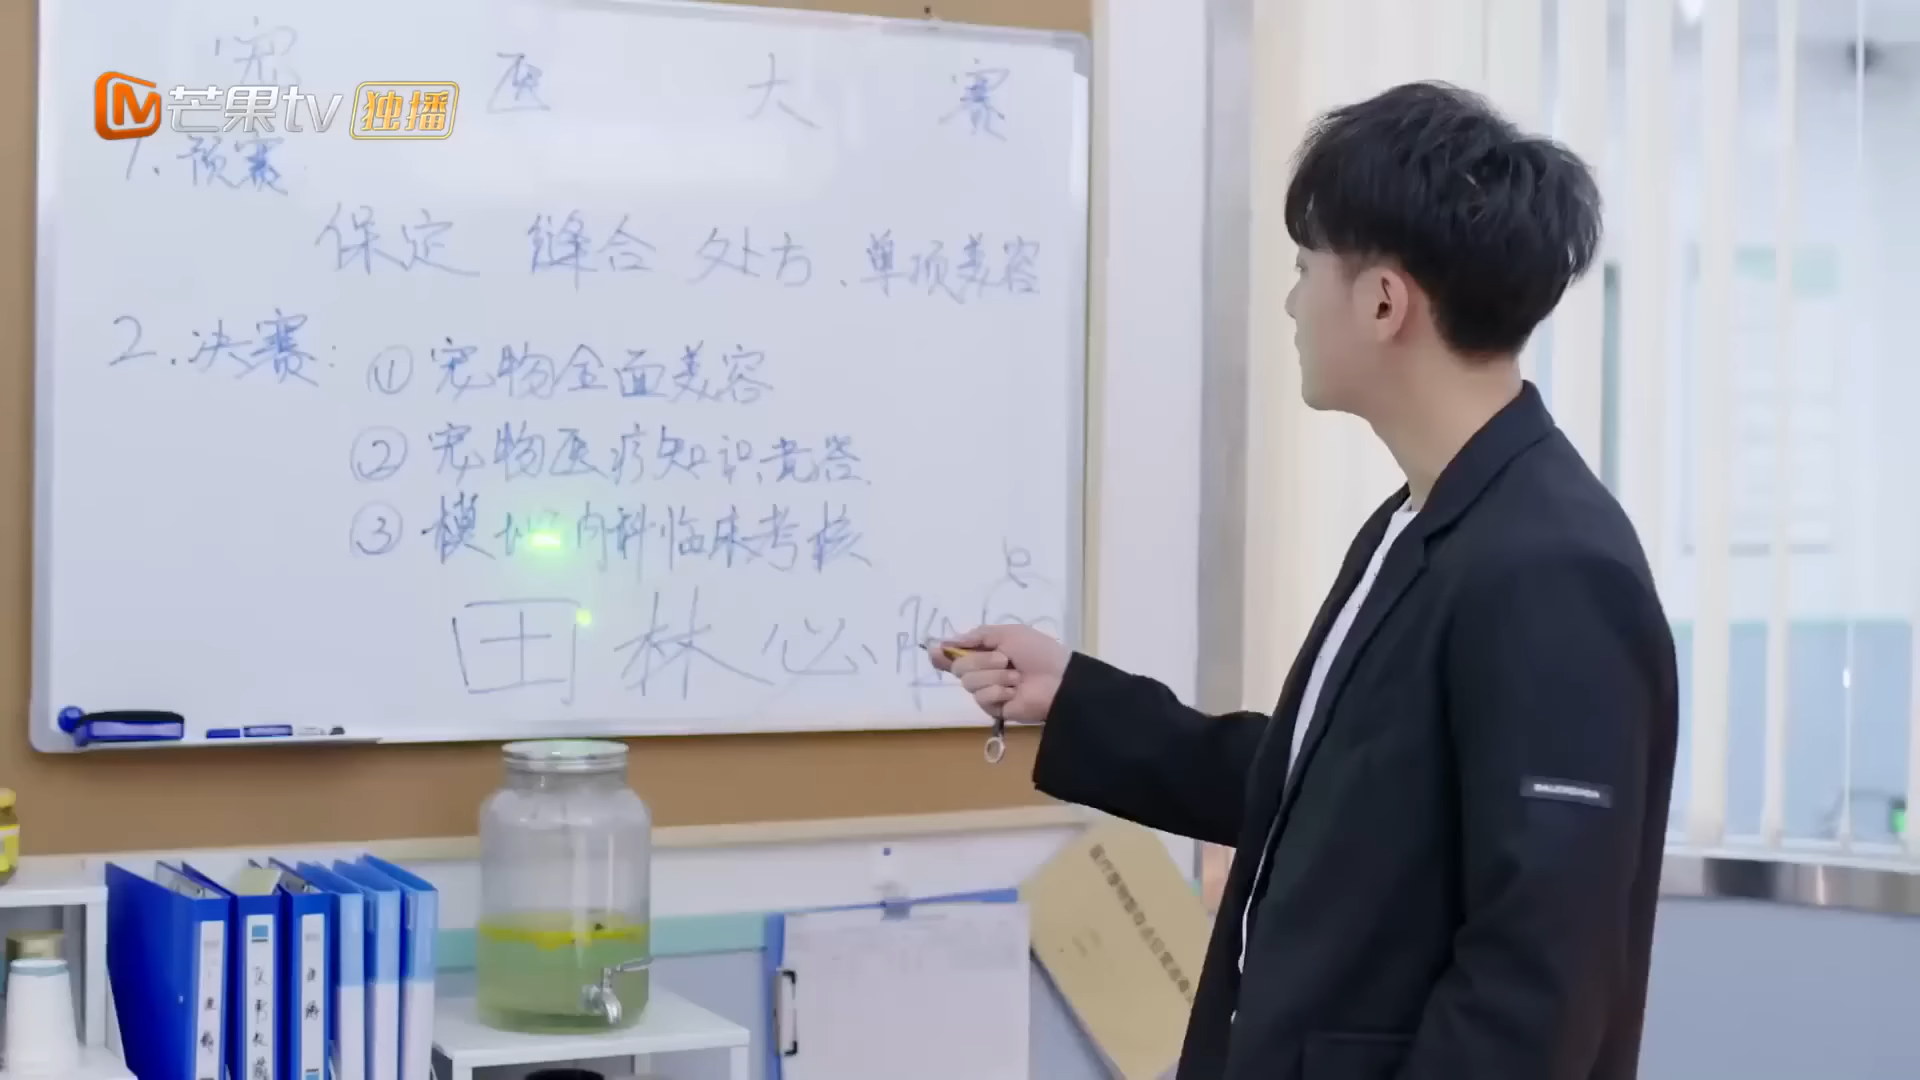 宠 医 大 赛
芒果tv 独播
1. 预赛:
保定 缝合 处方、单项美容
2. 决赛: ① 宠物全面美容
② 宠物医疗知识竞答
③ 模拟内科临床考核
田林必胜
BALENCIAGA